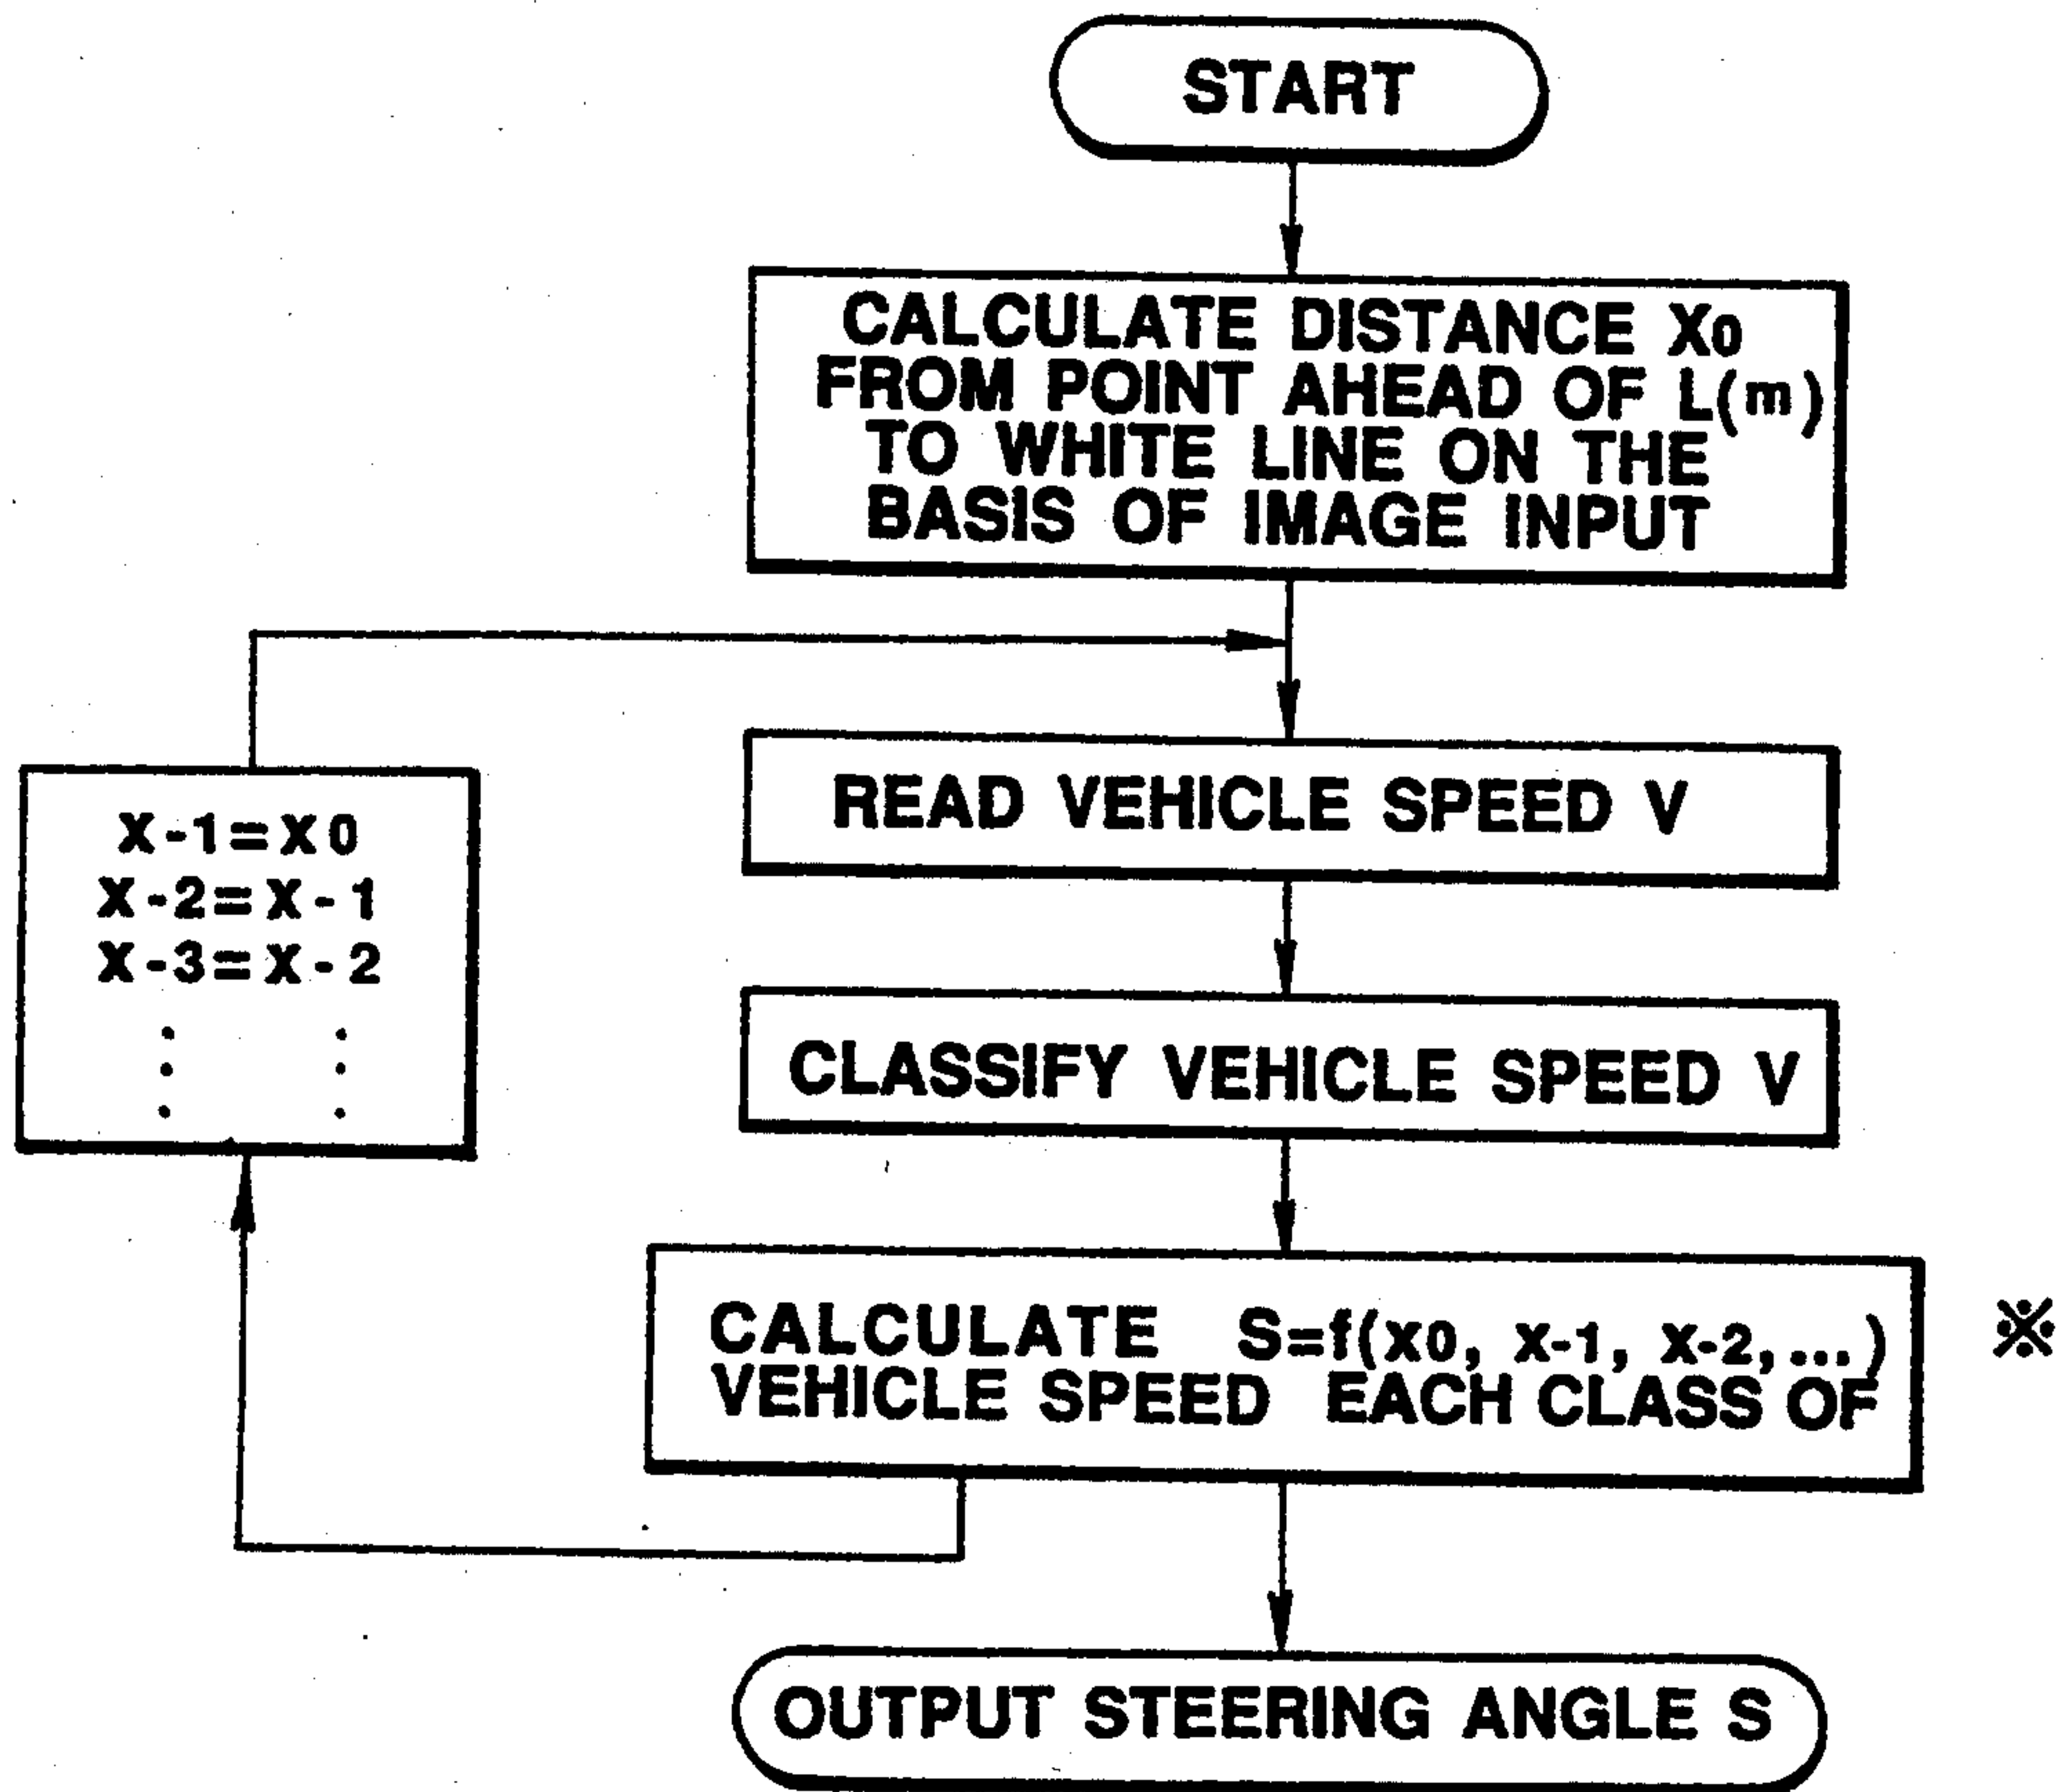 START
CALCULATE DISTANCE X0
FROM POINT AHEAD OF L(m)
TO WHITE LINE ON THE
BASIS OF IMAGE INPUT
READ VEHICLE SPEED V
X-1=X0
X-2=X-1
X-3=X-2
CLASSIFY VEHICLE SPEED V
CALCULATE S=f(X0, X-1, X-2,...)
VEHICLE SPEED EACH CLASS OF
※
OUTPUT STEERING ANGLE S